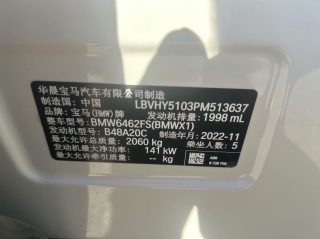 华晨宝马汽车有限公司制造
制造国: 中国 LBVHY5103PM513637
品牌: 宝马(BMW)牌 发动机排量: 1998 mL
整车型号: BMW6462FS(BMWX1)
发动机型号: B48A20C 制造年月: 2022-11
最大允许总质量: 2060 kg 乘坐人数: 5
发动机最大净功率: 141 kW
最大允许牵引质量: -- kg